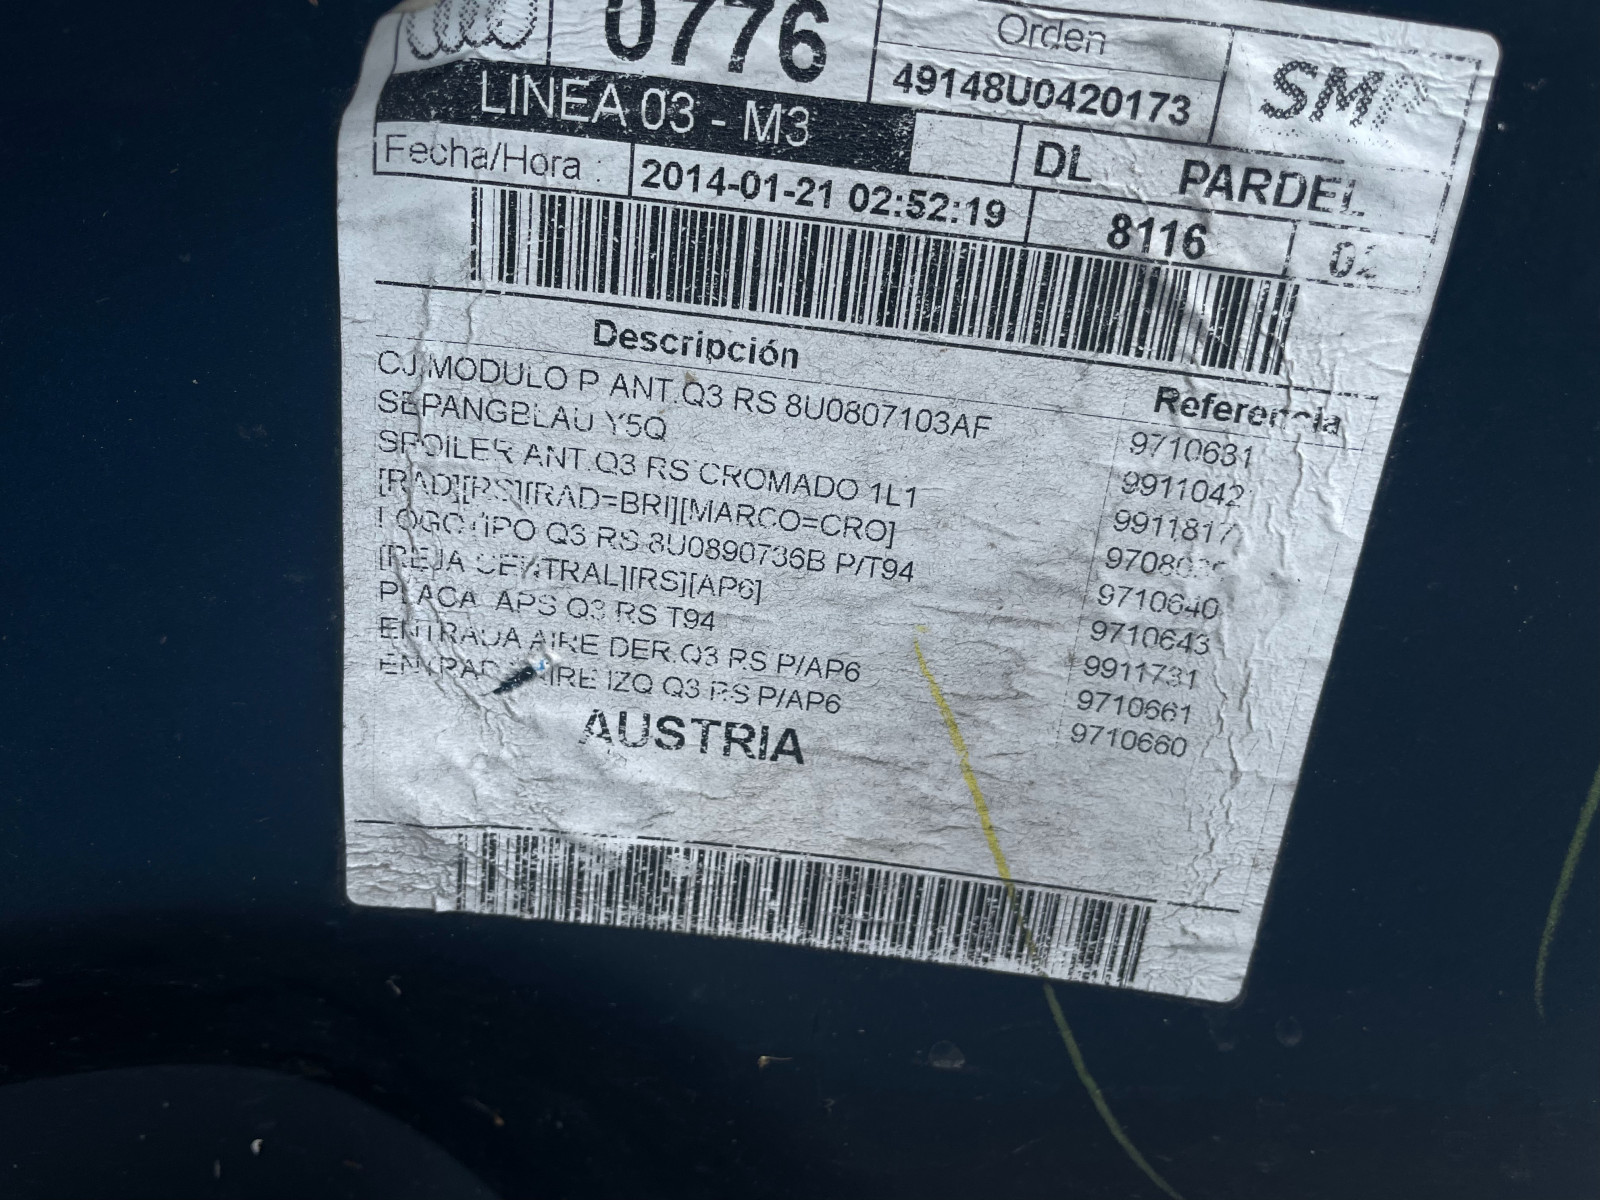 0776
Orden
49148U0420173
SMP
LINEA 03 - M3
DL PARDEL
Fecha/Hora :
2014-01-21 02:52:19
8116
02
Descripción
Referencia
CJ MODULO P ANT.Q3 RS 8U0807103AF 9710631
SEPANGBLAU Y5Q 9911042
SPOILER ANT.Q3 RS CROMADO 1L1 9911817
[RAD][RS][RAD=BRI][MARCO=CRO]
LOGOTIPO Q3 RS 8U0890736B P/T94 9710640
[REJA CENTRAL][RS][AP6] 9710643
PLACA APS Q3 RS T94 9911731
ENTRADA AIRE DER.Q3 RS P/AP6 9710661
ENTRADA AIRE IZQ Q3 RS P/AP6 9710660
AUSTRIA